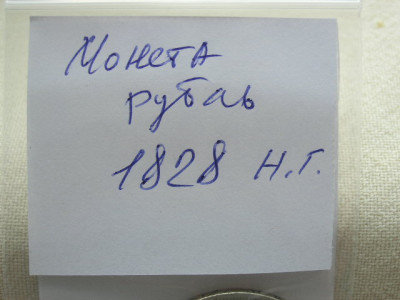 Монета
рубль
1828 н.г.